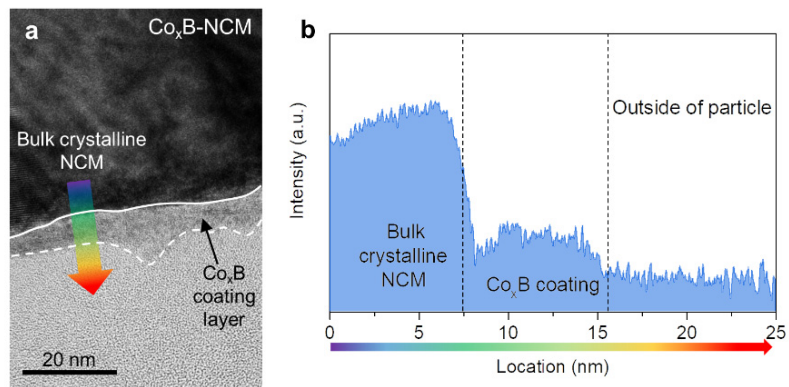 a
CoₓB-NCM
Bulk crystalline
NCM
CoₓB
coating
layer
20 nm
b
Intensity (a.u.)
Bulk
crystalline
NCM
CoₓB coating
Outside of particle
0 5 10 15 20 25
Location (nm)